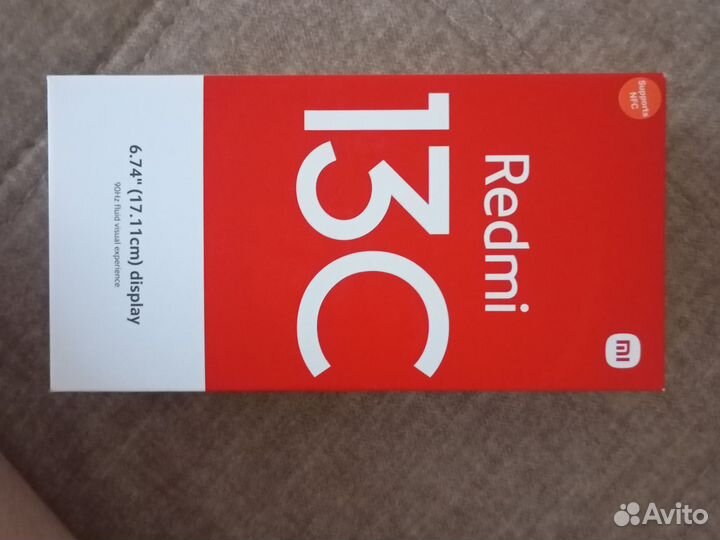 Supports
NFC
mi
Redmi
13C
6.74" (17.11cm) display
90Hz fluid visual experience
Avito